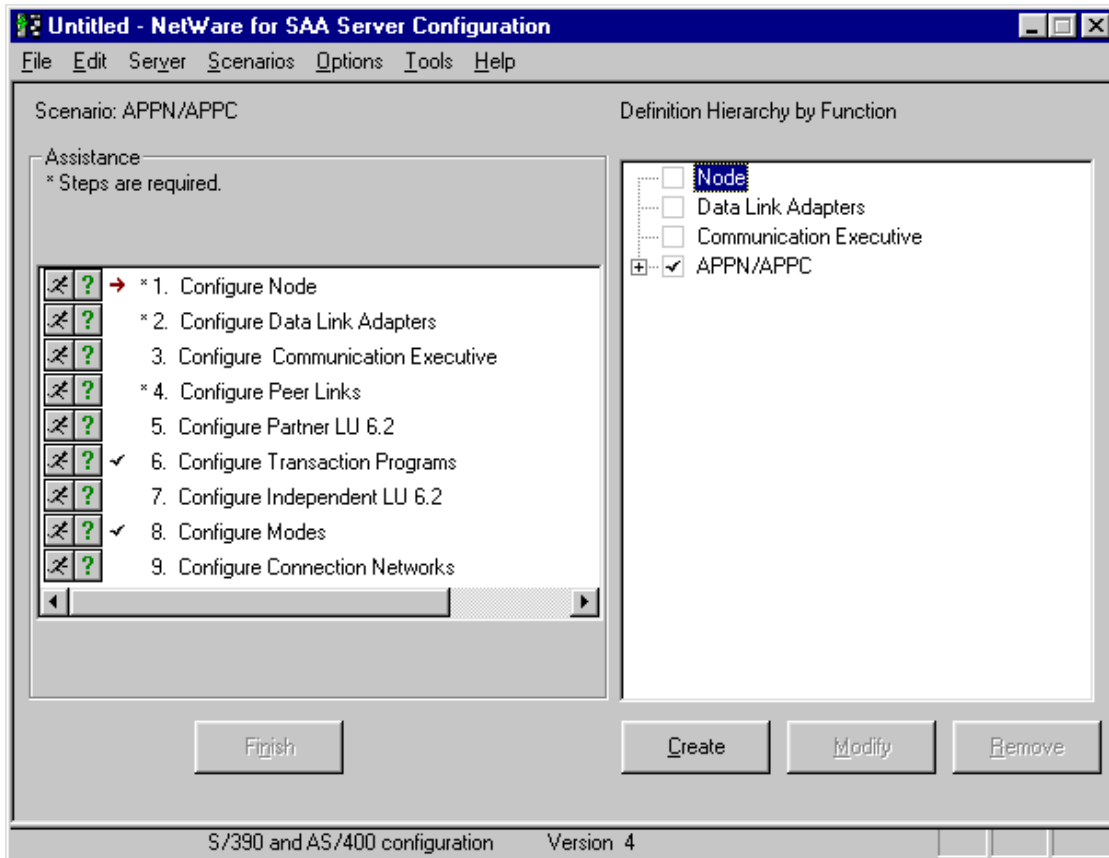 Untitled - NetWare for SAA Server Configuration
File Edit Server Scenarios Options Tools Help
Scenario: APPN/APPC
Definition Hierarchy by Function
Assistance
* Steps are required.
? * 1. Configure Node
? * 2. Configure Data Link Adapters
? 3. Configure Communication Executive
? * 4. Configure Peer Links
? 5. Configure Partner LU 6.2
? 6. Configure Transaction Programs
? 7. Configure Independent LU 6.2
? 8. Configure Modes
? 9. Configure Connection Networks
Node
Data Link Adapters
Communication Executive
APPN/APPC
Finish
Create
Modify
Remove
S/390 and AS/400 configuration Version 4